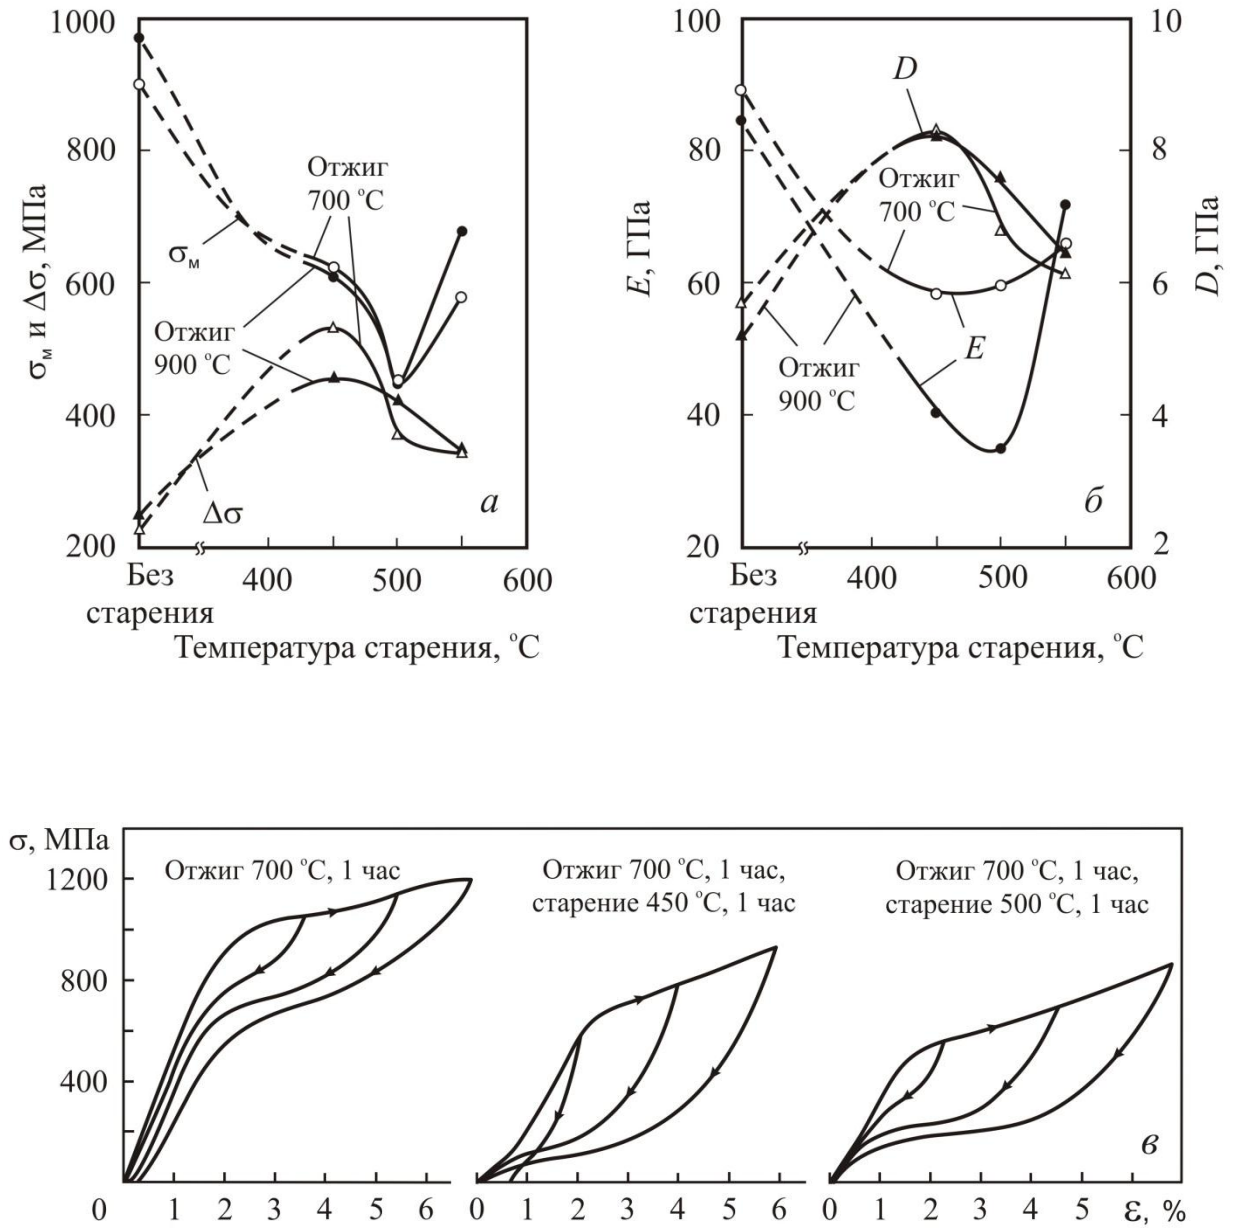 1000
800
600
400
200
σм и Δσ, МПа
Отжиг
700 °C
σм
Отжиг
900 °C
Δσ
а
Без
старения
400
500
600
Температура старения, °C
100
80
60
40
20
E, ГПа
10
8
6
4
2
D, ГПа
D
Отжиг
700 °C
E
Отжиг
900 °C
б
Без
старения
400
500
600
Температура старения, °C
σ, МПа
1200
800
400
Отжиг 700 °C, 1 час
0 1 2 3 4 5 6
Отжиг 700 °C, 1 час,
старение 450 °C, 1 час
0 1 2 3 4 5 6
Отжиг 700 °C, 1 час,
старение 500 °C, 1 час
в
0 1 2 3 4 5 6 ε, %